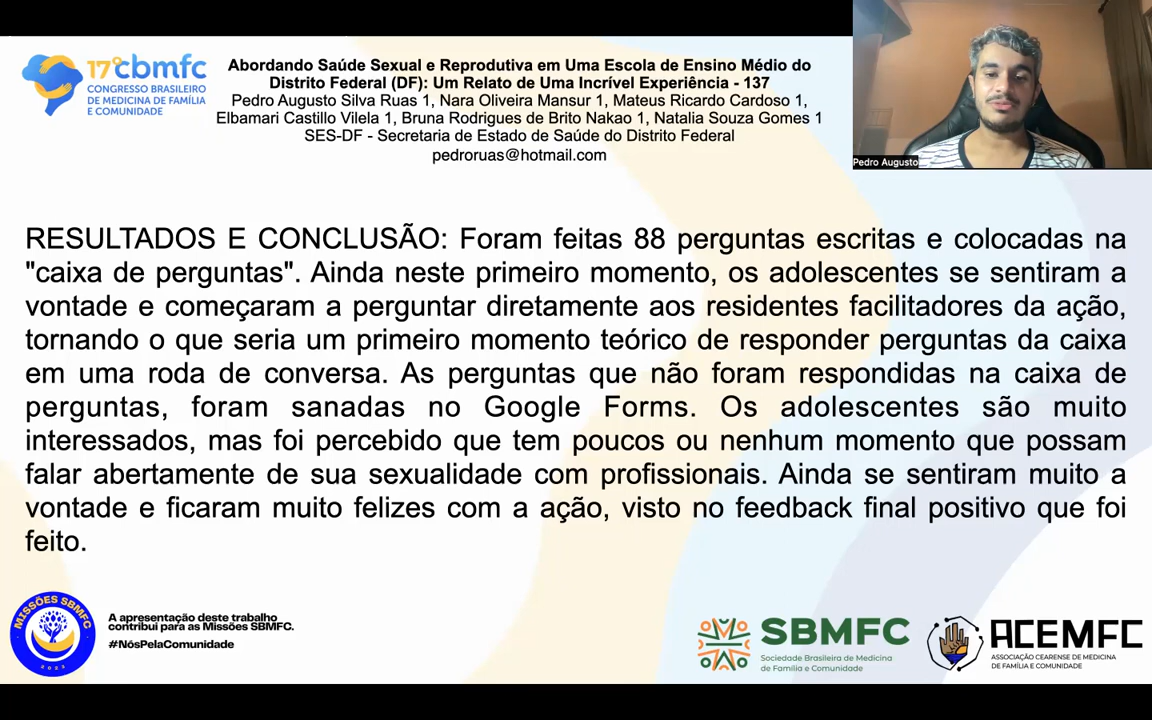 17º cbmfc
CONGRESSO BRASILEIRO
DE MEDICINA DE FAMÍLIA
E COMUNIDADE
Abordando Saúde Sexual e Reprodutiva em Uma Escola de Ensino Médio do
Distrito Federal (DF): Um Relato de Uma Incrível Experiência - 137
Pedro Augusto Silva Ruas 1, Nara Oliveira Mansur 1, Mateus Ricardo Cardoso 1,
Elbamari Castillo Vilela 1, Bruna Rodrigues de Brito Nakao 1, Natalia Souza Gomes 1
SES-DF - Secretaria de Estado de Saúde do Distrito Federal
pedroruas@hotmail.com
Pedro Augusto
RESULTADOS E CONCLUSÃO: Foram feitas 88 perguntas escritas e colocadas na
"caixa de perguntas". Ainda neste primeiro momento, os adolescentes se sentiram a
vontade e começaram a perguntar diretamente aos residentes facilitadores da ação,
tornando o que seria um primeiro momento teórico de responder perguntas da caixa
em uma roda de conversa. As perguntas que não foram respondidas na caixa de
perguntas, foram sanadas no Google Forms. Os adolescentes são muito
interessados, mas foi percebido que tem poucos ou nenhum momento que possam
falar abertamente de sua sexualidade com profissionais. Ainda se sentiram muito a
vontade e ficaram muito felizes com a ação, visto no feedback final positivo que foi
feito.
MISSÕES SBMFC
2023
A apresentação deste trabalho
contribui para as Missões SBMFC.
#NósPelaComunidade
SBMFC
Sociedade Brasileira de Medicina
de Família e Comunidade
ACEMFC
ASSOCIAÇÃO CEARENSE DE MEDICINA
DE FAMÍLIA E COMUNIDADE